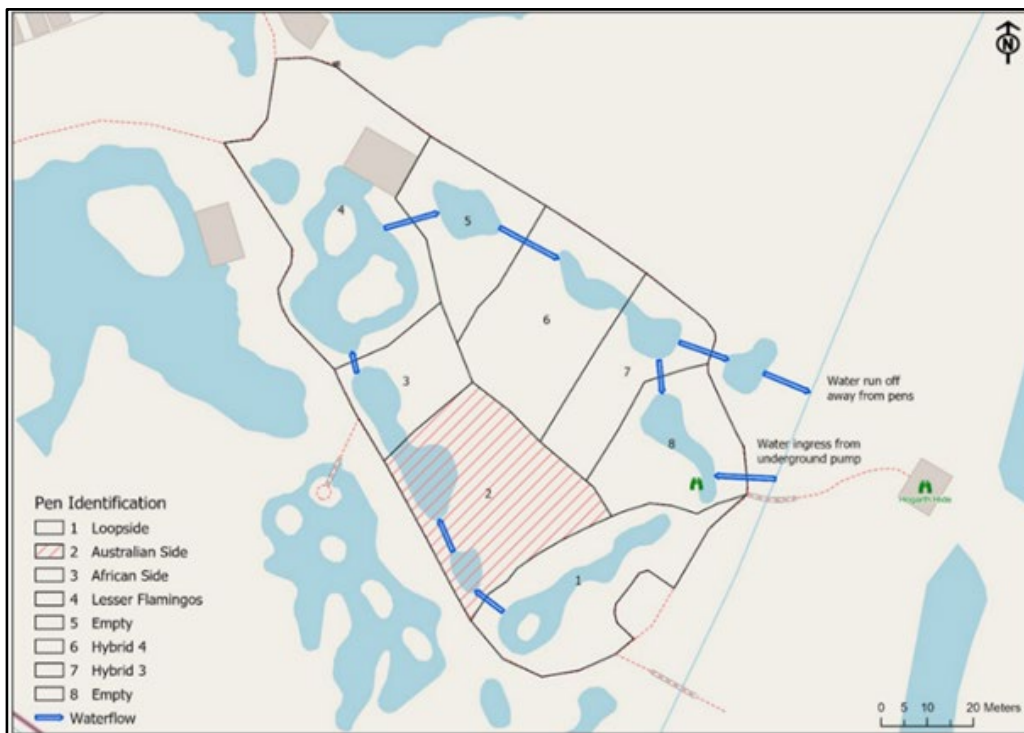 N
4
5
6
3
7
Water run off
away from pens
8
Water ingress from
underground pump
2
Hogarth Hide
1
Pen Identification
1 Loopside
2 Australian Side
3 African Side
4 Lesser Flamingos
5 Empty
6 Hybrid 4
7 Hybrid 3
8 Empty
Waterflow
0 5 10 20 Meters